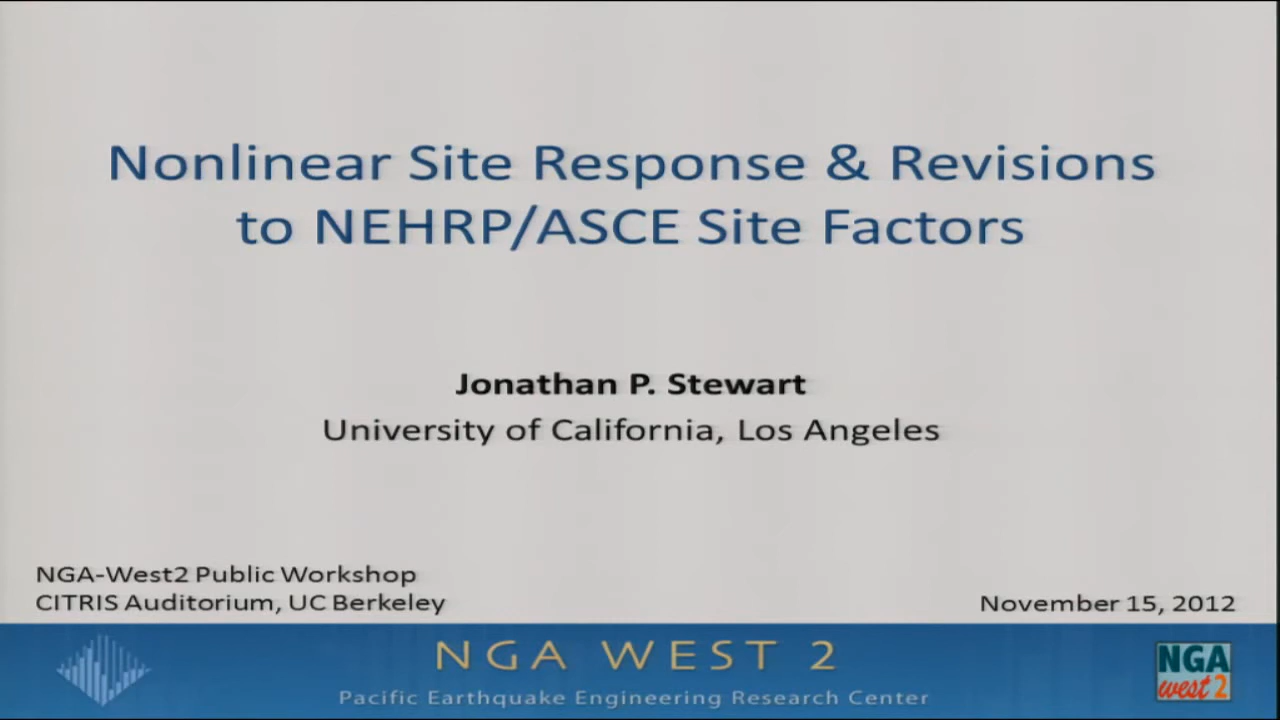 Nonlinear Site Response & Revisions
to NEHRP/ASCE Site Factors
Jonathan P. Stewart
University of California, Los Angeles
NGA-West2 Public Workshop
CITRIS Auditorium, UC Berkeley
November 15, 2012
NGA WEST 2
Pacific Earthquake Engineering Research Center
NGA
west 2